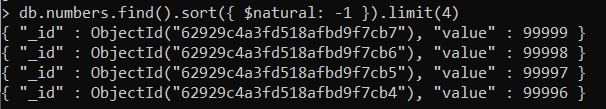 > db.numbers.find().sort({ $natural: -1 }).limit(4)
{ "_id" : ObjectId("62929c4a3fd518afbd9f7cb7"), "value" : 99999 }
{ "_id" : ObjectId("62929c4a3fd518afbd9f7cb6"), "value" : 99998 }
{ "_id" : ObjectId("62929c4a3fd518afbd9f7cb5"), "value" : 99997 }
{ "_id" : ObjectId("62929c4a3fd518afbd9f7cb4"), "value" : 99996 }